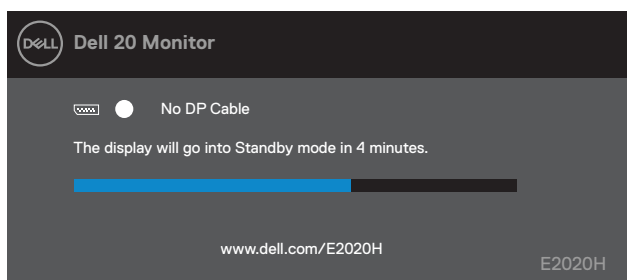 DELL Dell 20 Monitor
No DP Cable
The display will go into Standby mode in 4 minutes.
www.dell.com/E2020H
E2020H